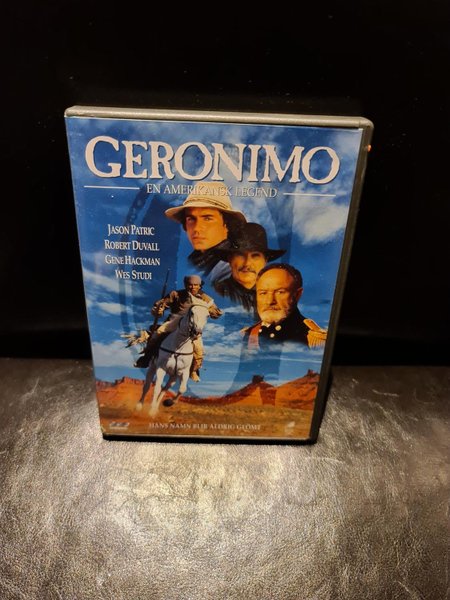 GERONIMO
EN AMERIKANSK LEGEND
JASON PATRIC
ROBERT DUVALL
GENE HACKMAN
WES STUDI
HANS NAMN BLIR ALDRIG GLÖMT